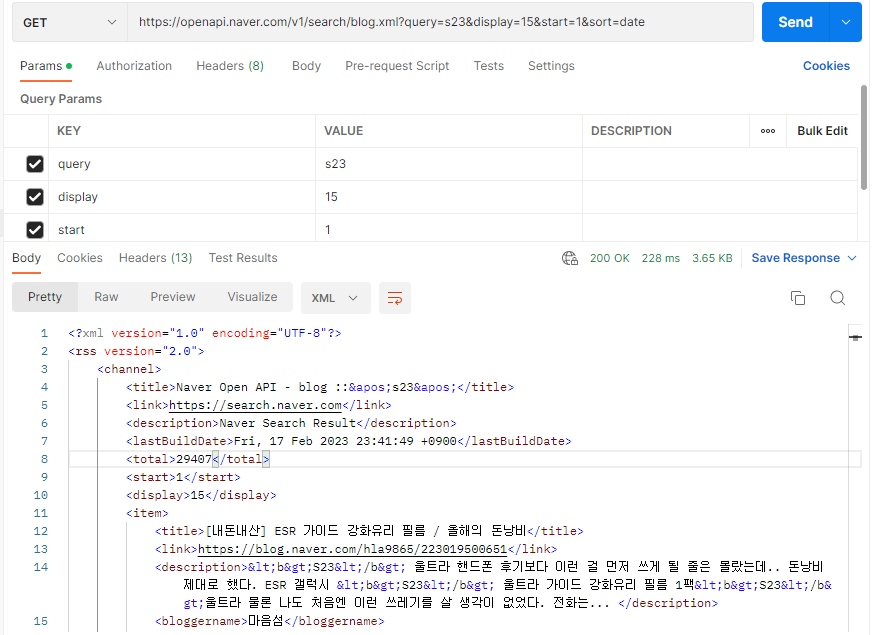 GET https://openapi.naver.com/v1/search/blog.xml?query=s23&display=15&start=1&sort=date Send
Params Authorization Headers (8) Body Pre-request Script Tests Settings Cookies
Query Params
KEY VALUE DESCRIPTION ooo Bulk Edit
query s23
display 15
start 1
Body Cookies Headers (13) Test Results 200 OK 228 ms 3.65 KB Save Response
Pretty Raw Preview Visualize XML
1 <?xml version="1.0" encoding="UTF-8"?>
2 <rss version="2.0">
3 <channel>
4 <title>Naver Open API - blog ::&apos;s23&apos;</title>
5 <link>https://search.naver.com</link>
6 <description>Naver Search Result</description>
7 <lastBuildDate>Fri, 17 Feb 2023 23:41:49 +0900</lastBuildDate>
8 <total>29407</total>
9 <start>1</start>
10 <display>15</display>
11 <item>
12 <title>[내돈내산] ESR 가이드 강화유리 필름 / 올해의 돈낭비</title>
13 <link>https://blog.naver.com/hla9865/223019500651</link>
14 <description>&lt;b&gt;S23&lt;/b&gt; 울트라 핸드폰 후기보다 이런 걸 먼저 쓰게 될 줄은 몰랐는데.. 돈낭비
제대로 했다. ESR 갤럭시 &lt;b&gt;S23&lt;/b&gt; 울트라 가이드 강화유리 필름 1팩&lt;b&gt;S23&lt;/b&
gt;울트라 물론 나도 처음엔 이런 쓰레기를 살 생각이 없었다. 전화는... </description>
15 <bloggername>마음섬</bloggername>